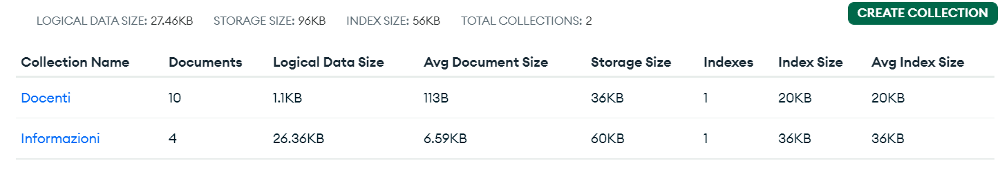 LOGICAL DATA SIZE: 27.46KB STORAGE SIZE: 96KB INDEX SIZE: 56KB TOTAL COLLECTIONS: 2 CREATE COLLECTION
Collection Name Documents Logical Data Size Avg Document Size Storage Size Indexes Index Size Avg Index Size
Docenti 10 1.1KB 113B 36KB 1 20KB 20KB
Informazioni 4 26.36KB 6.59KB 60KB 1 36KB 36KB